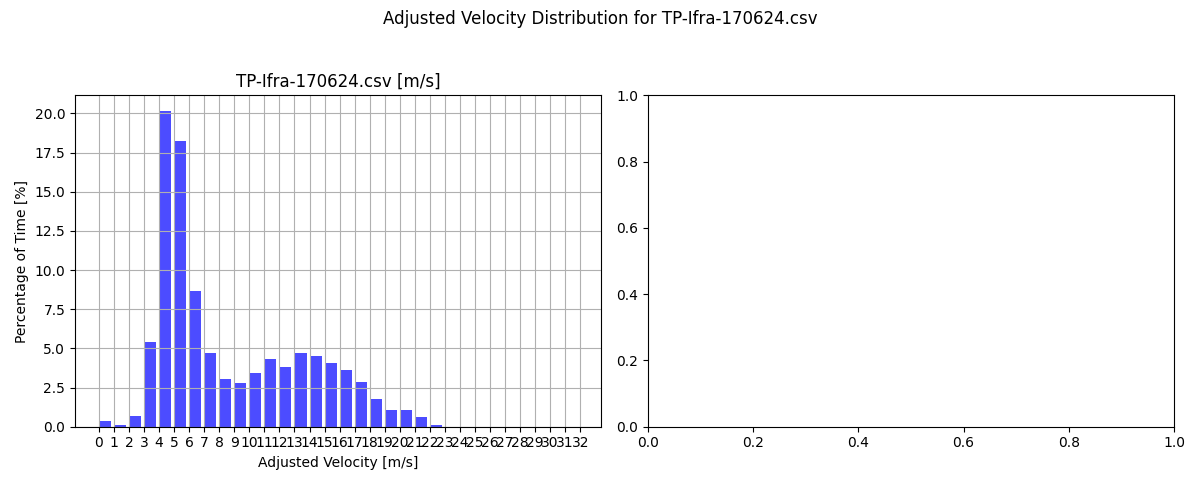 Adjusted Velocity Distribution for TP-Ifra-170624.csv
TP-Ifra-170624.csv [m/s]
Percentage of Time [%]
20.0
17.5
15.0
12.5
10.0
7.5
5.0
2.5
0.0
0 1 2 3 4 5 6 7 8 9 10 11 12 13 14 15 16 17 18 19 20 21 22 23 24 25 26 27 28 29 30 31 32
Adjusted Velocity [m/s]
1.0
0.8
0.6
0.4
0.2
0.0
0.0 0.2 0.4 0.6 0.8 1.0